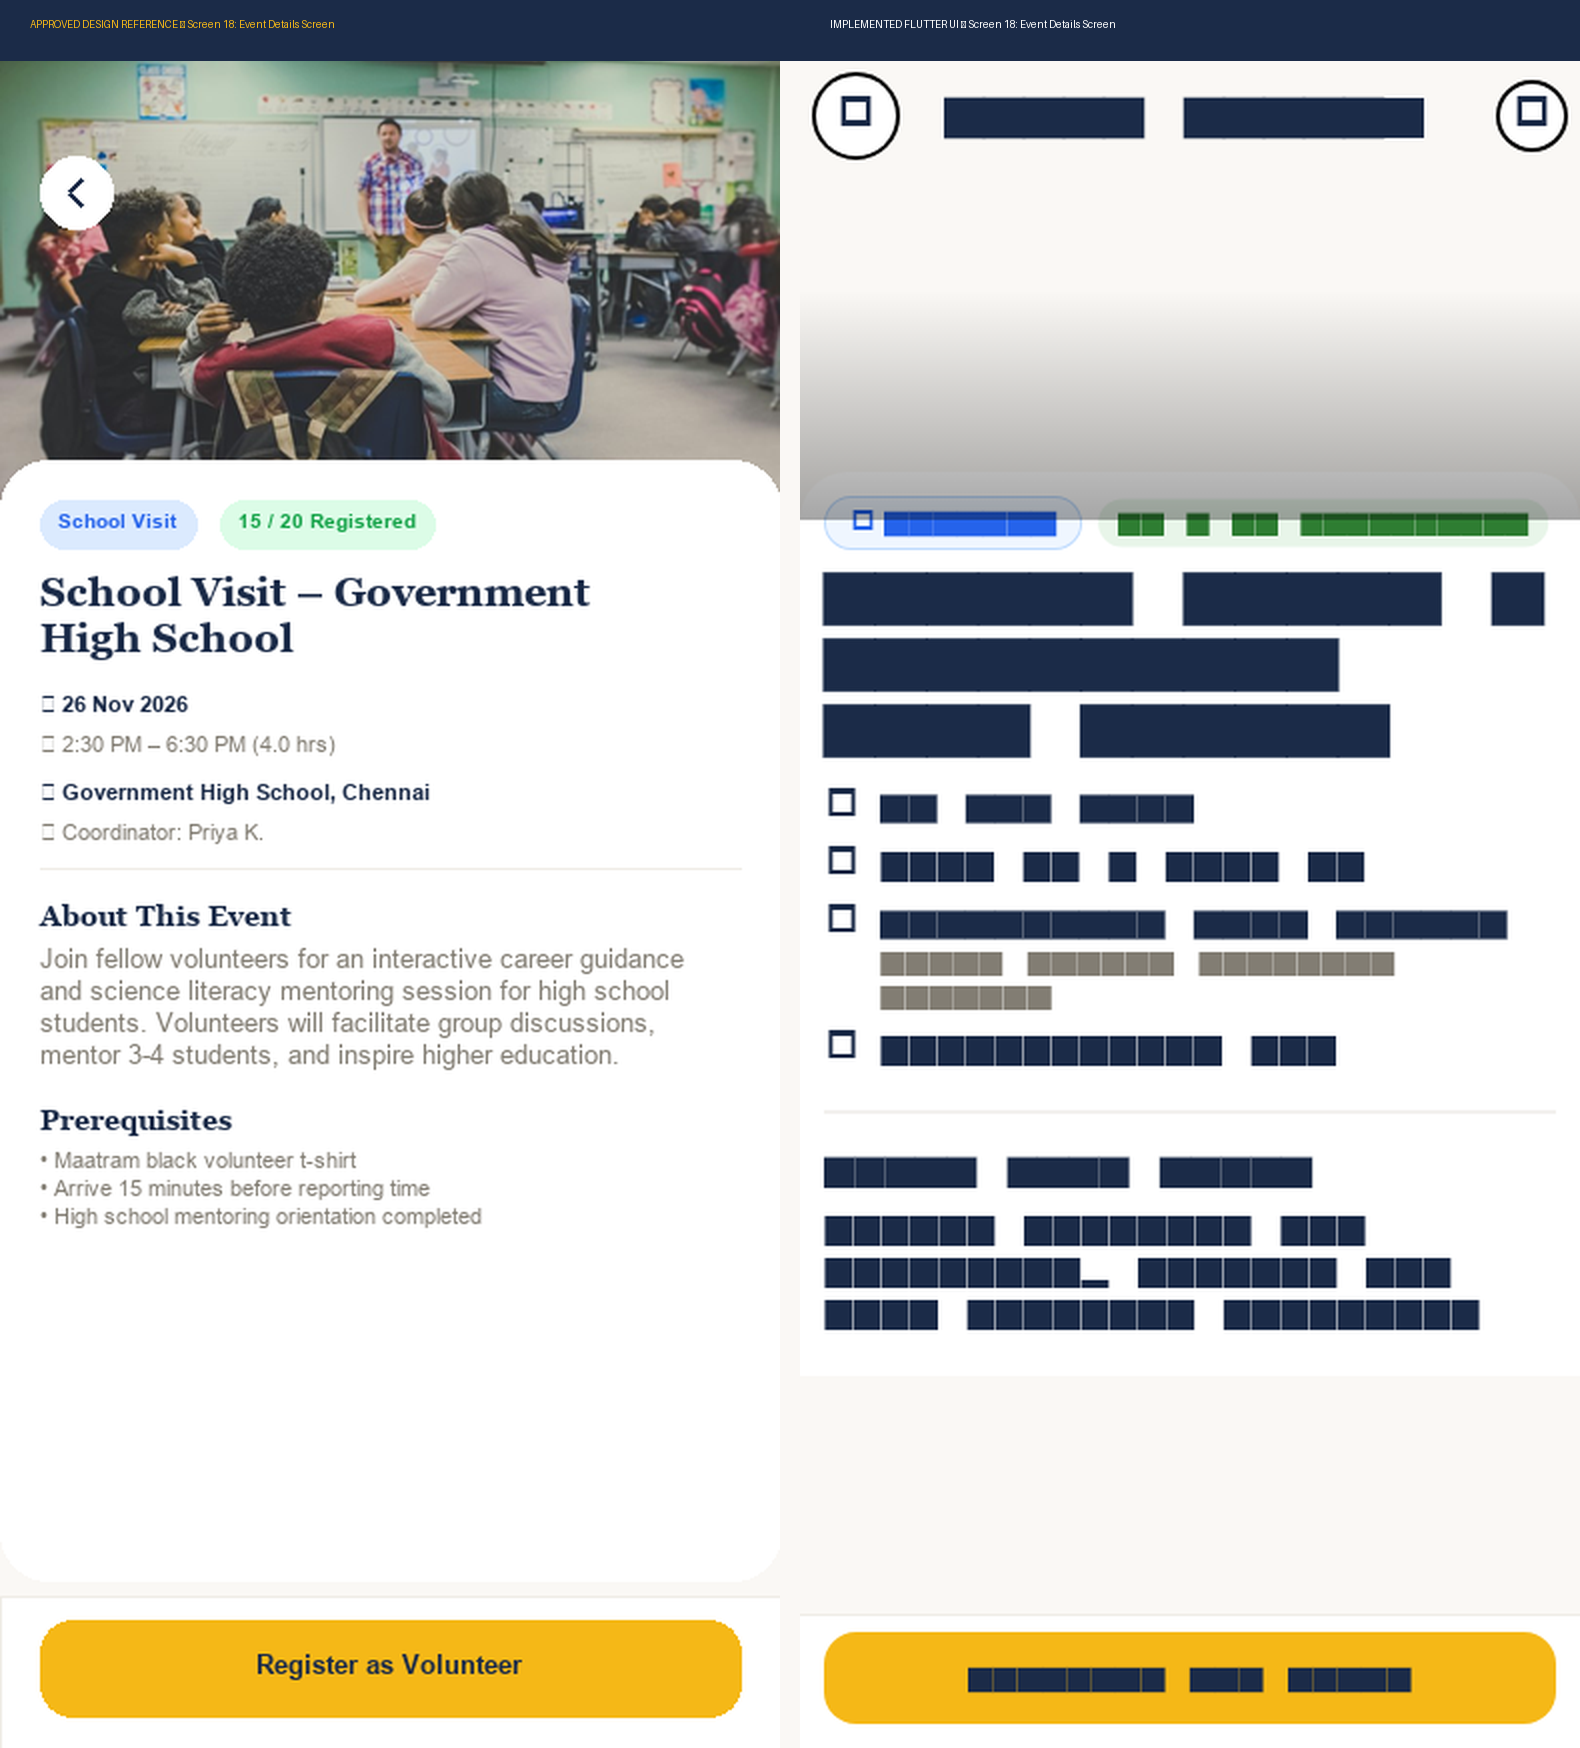 APPROVED DESIGN REFERENCE Screen 18: Event Details Screen
IMPLEMENTED FLUTTER UI Screen 18: Event Details Screen
School Visit
15 / 20 Registered
School Visit – Government
High School
26 Nov 2026
2:30 PM – 6:30 PM (4.0 hrs)
Government High School, Chennai
Coordinator: Priya K.
About This Event
Join fellow volunteers for an interactive career guidance
and science literacy mentoring session for high school
students. Volunteers will facilitate group discussions,
mentor 3-4 students, and inspire higher education.
Prerequisites
• Maatram black volunteer t-shirt
• Arrive 15 minutes before reporting time
• High school mentoring orientation completed
Register as Volunteer